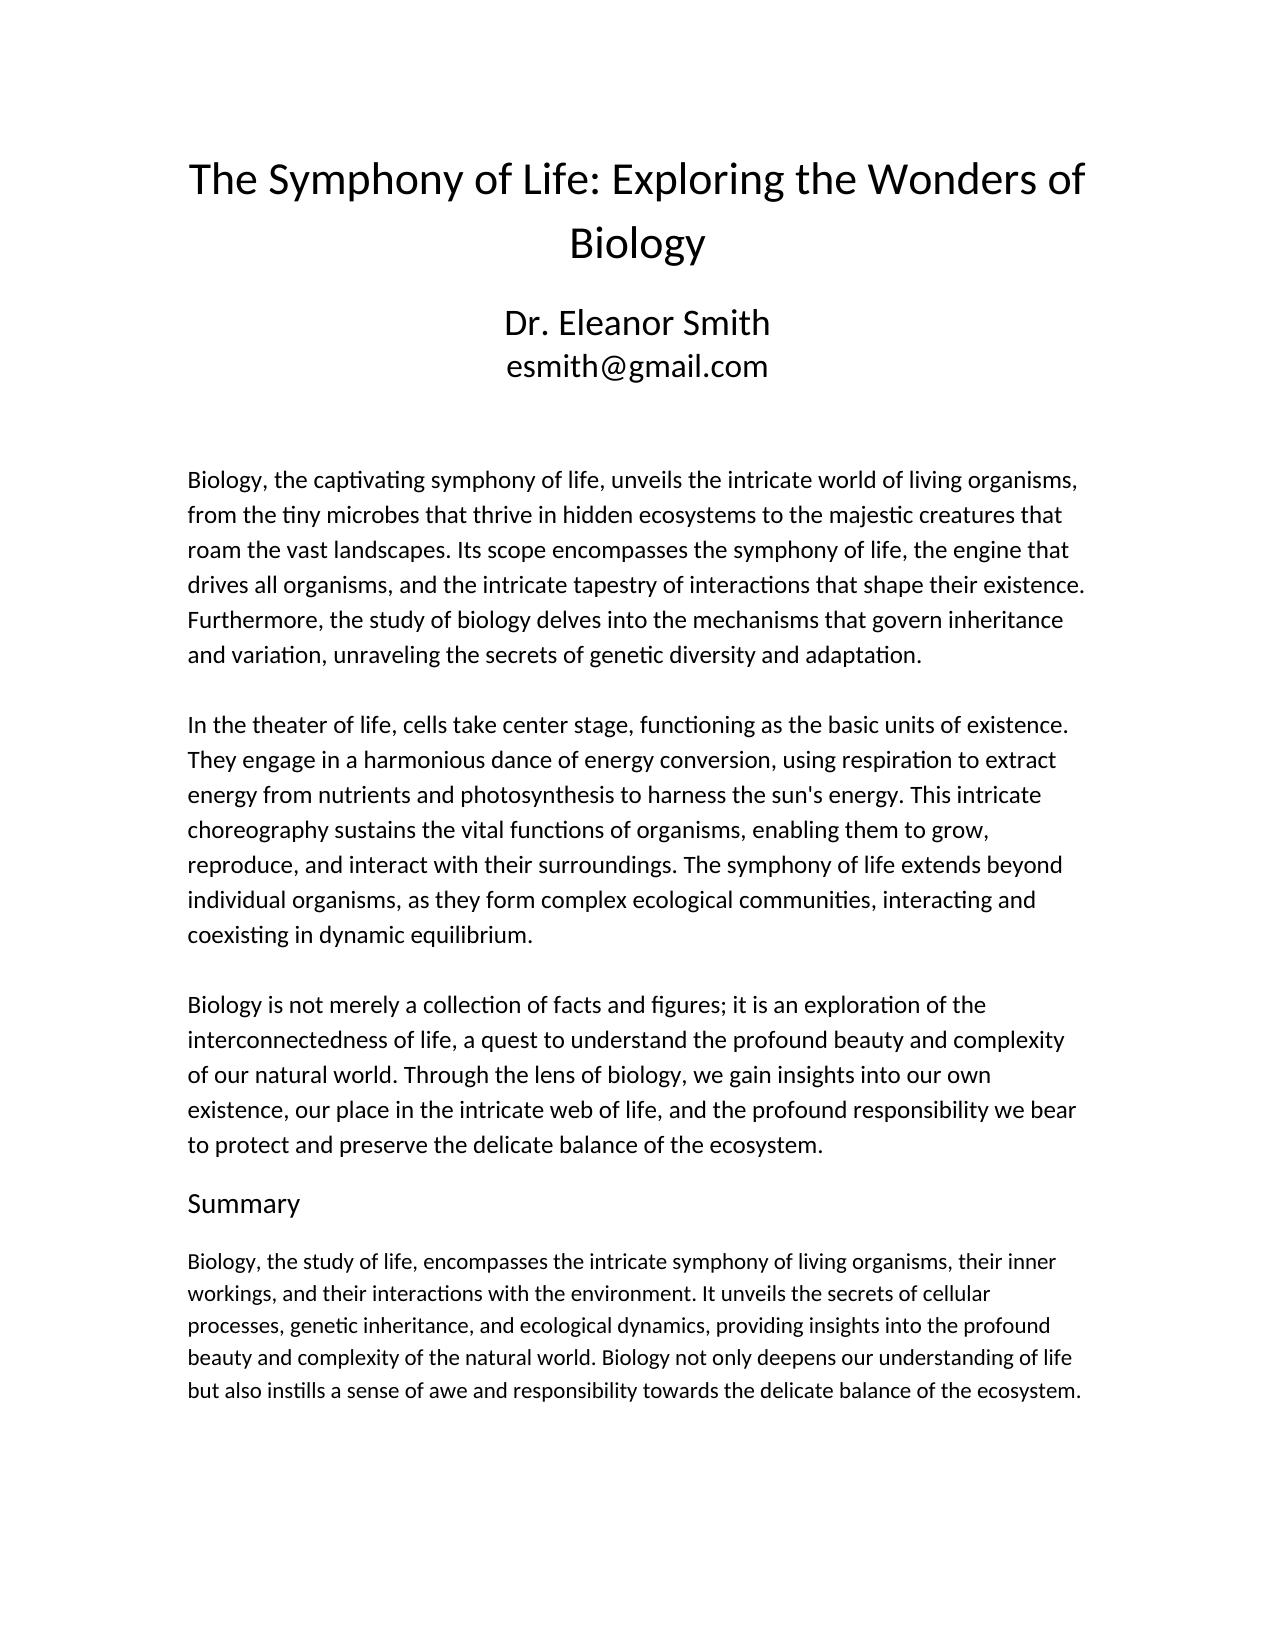 The Symphony of Life: Exploring the Wonders of
Biology
Dr. Eleanor Smith
esmith@gmail.com
Biology, the captivating symphony of life, unveils the intricate world of living organisms,
from the tiny microbes that thrive in hidden ecosystems to the majestic creatures that
roam the vast landscapes. Its scope encompasses the symphony of life, the engine that
drives all organisms, and the intricate tapestry of interactions that shape their existence.
Furthermore, the study of biology delves into the mechanisms that govern inheritance
and variation, unraveling the secrets of genetic diversity and adaptation.
In the theater of life, cells take center stage, functioning as the basic units of existence.
They engage in a harmonious dance of energy conversion, using respiration to extract
energy from nutrients and photosynthesis to harness the sun's energy. This intricate
choreography sustains the vital functions of organisms, enabling them to grow,
reproduce, and interact with their surroundings. The symphony of life extends beyond
individual organisms, as they form complex ecological communities, interacting and
coexisting in dynamic equilibrium.
Biology is not merely a collection of facts and figures; it is an exploration of the
interconnectedness of life, a quest to understand the profound beauty and complexity
of our natural world. Through the lens of biology, we gain insights into our own
existence, our place in the intricate web of life, and the profound responsibility we bear
to protect and preserve the delicate balance of the ecosystem.
Summary
Biology, the study of life, encompasses the intricate symphony of living organisms, their inner
workings, and their interactions with the environment. It unveils the secrets of cellular
processes, genetic inheritance, and ecological dynamics, providing insights into the profound
beauty and complexity of the natural world. Biology not only deepens our understanding of life
but also instills a sense of awe and responsibility towards the delicate balance of the ecosystem.